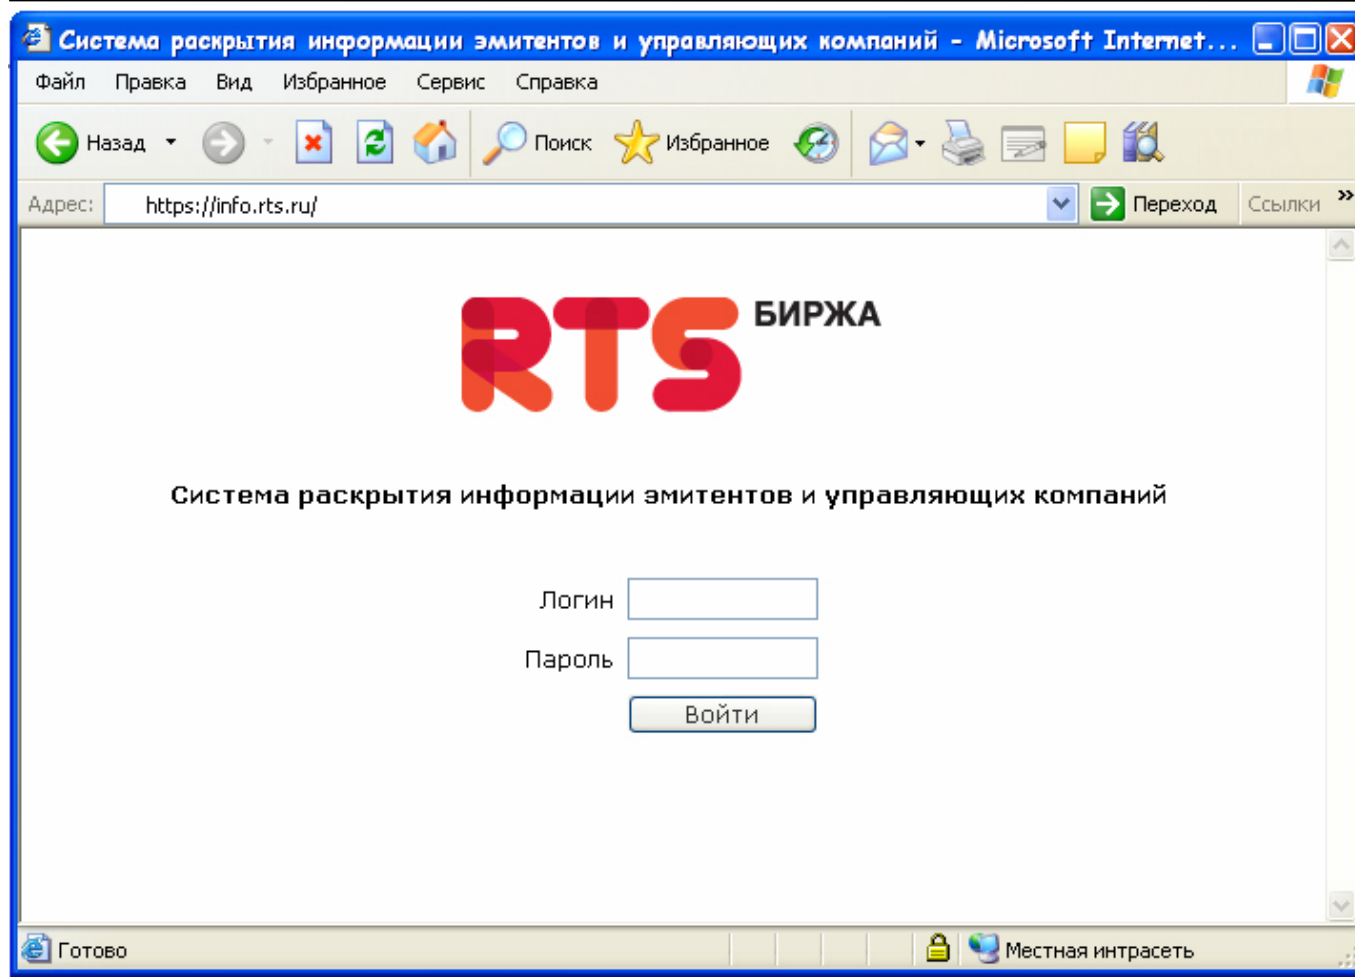 Система раскрытия информации эмитентов и управляющих компаний - Microsoft Internet...
Файл Правка Вид Избранное Сервис Справка
Назад Поиск Избранное
Адрес: https://info.rts.ru/ Переход Ссылки »
RTS БИРЖА
Система раскрытия информации эмитентов и управляющих компаний
Логин
Пароль
Войти
Готово Местная интрасеть